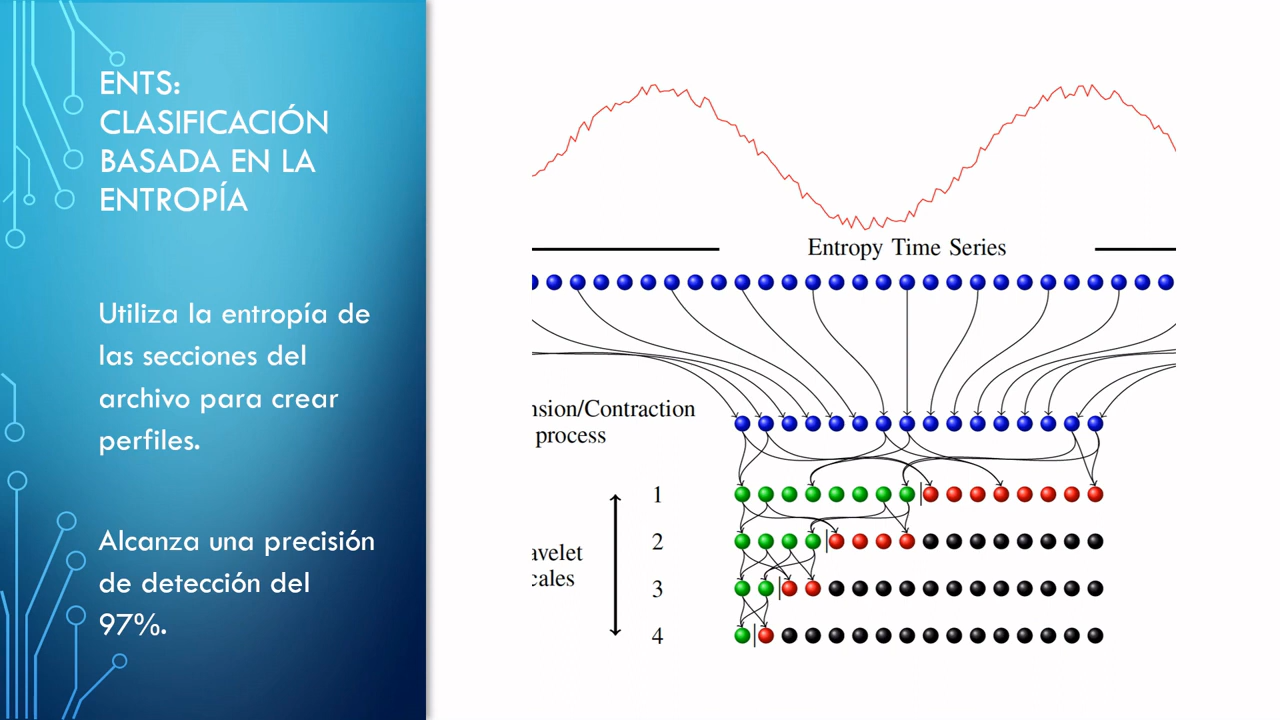 ENTS:
CLASIFICACIÓN
BASADA EN LA
ENTROPÍA
Utiliza la entropía de
las secciones del
archivo para crear
perfiles.
Alcanza una precisión
de detección del
97%.
Entropy Time Series
nsion/Contraction
process
1
2
avelet
cales
3
4